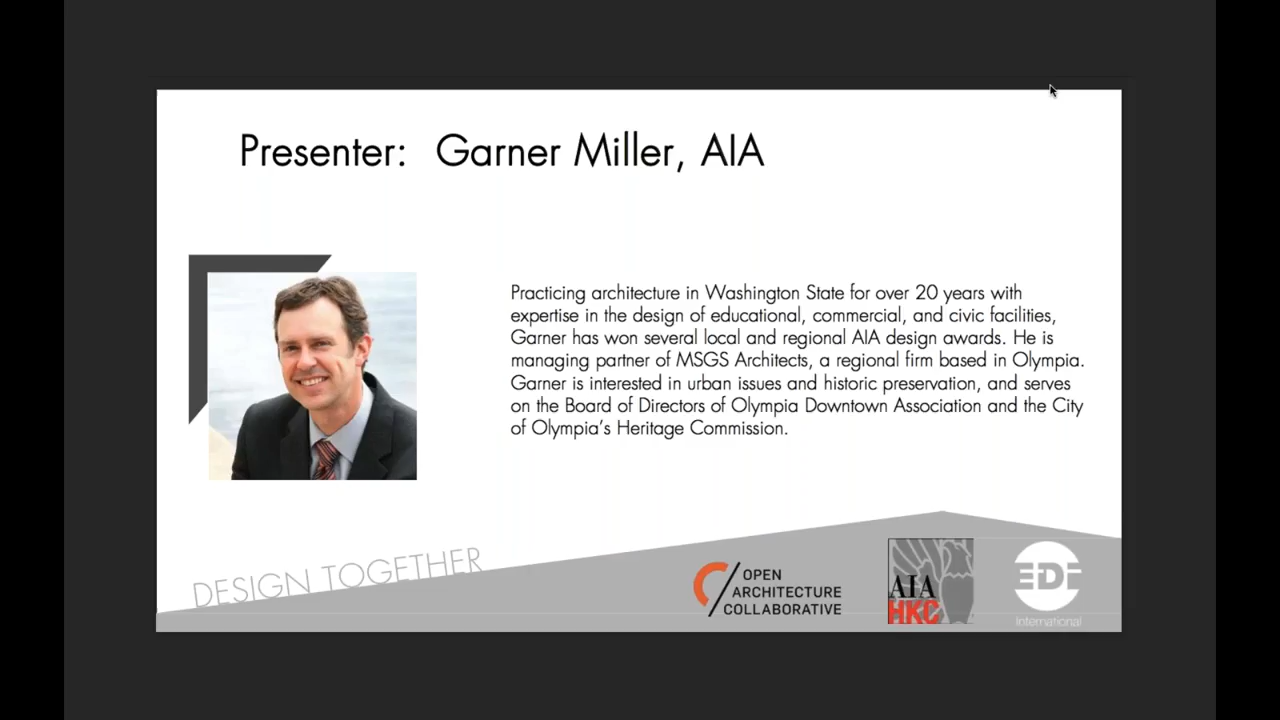 Presenter: Garner Miller, AIA
Practicing architecture in Washington State for over 20 years with
expertise in the design of educational, commercial, and civic facilities,
Garner has won several local and regional AIA design awards. He is
managing partner of MSGS Architects, a regional firm based in Olympia.
Garner is interested in urban issues and historic preservation, and serves
on the Board of Directors of Olympia Downtown Association and the City
of Olympia’s Heritage Commission.
DESIGN TOGETHER
OPEN
ARCHITECTURE
COLLABORATIVE
AIA
HKC
EDI
International